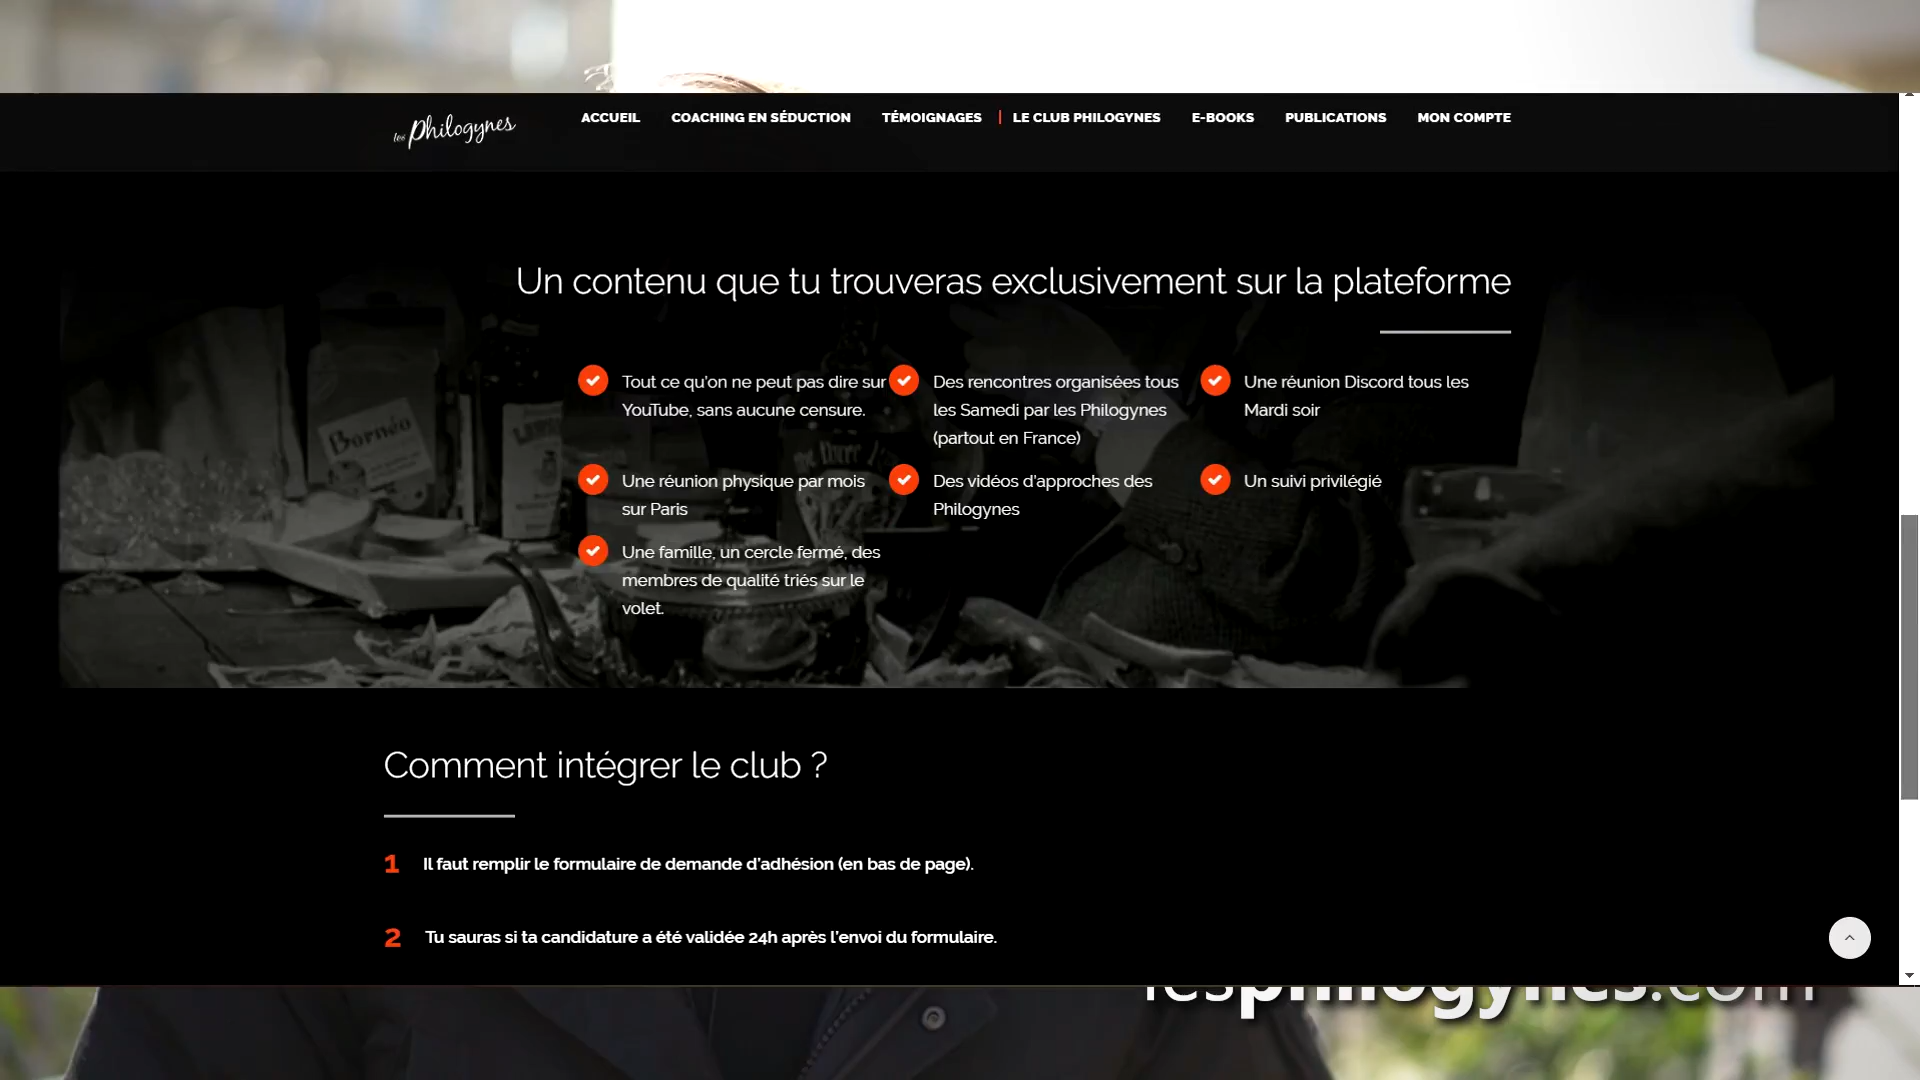 les Philogynes
ACCUEIL COACHING EN SÉDUCTION TÉMOIGNAGES | LE CLUB PHILOGYNES E-BOOKS PUBLICATIONS MON COMPTE
Un contenu que tu trouveras exclusivement sur la plateforme
Tout ce qu'on ne peut pas dire sur
YouTube, sans aucune censure.
Des rencontres organisées tous
les Samedi par les Philogynes
(partout en France)
Une réunion Discord tous les
Mardi soir
Une réunion physique par mois
sur Paris
Des vidéos d'approches des
Philogynes
Un suivi privilégié
Une famille, un cercle fermé, des
membres de qualité triés sur le
volet.
Bornéo
Comment intégrer le club ?
1 Il faut remplir le formulaire de demande d'adhésion (en bas de page).
2 Tu sauras si ta candidature a été validée 24h après l'envoi du formulaire.
lesphilogynes.com